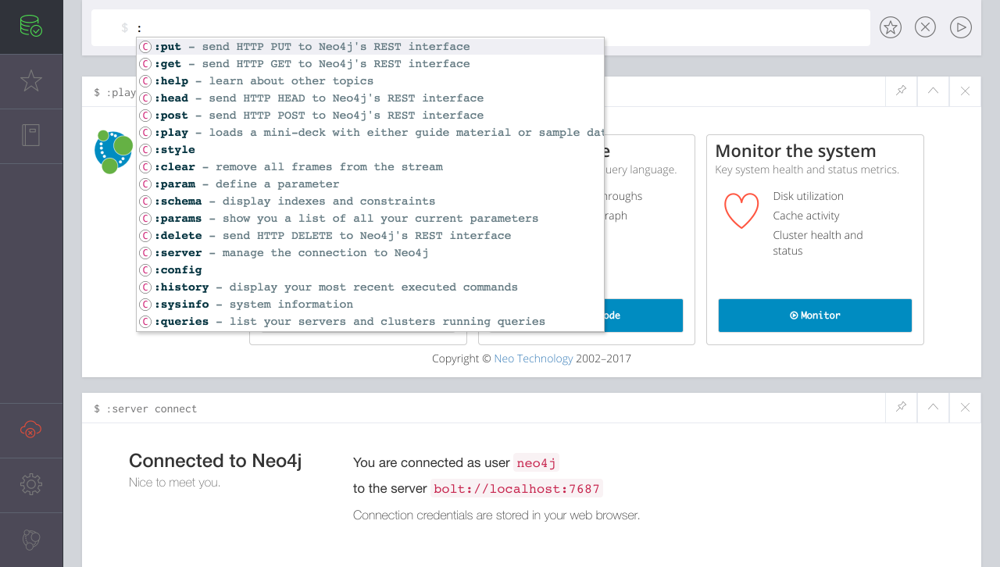 $ :
C :put – send HTTP PUT to Neo4j's REST interface
C :get – send HTTP GET to Neo4j's REST interface
C :help – learn about other topics
C :head – send HTTP HEAD to Neo4j's REST interface
C :post – send HTTP POST to Neo4j's REST interface
C :play – loads a mini-deck with either guide material or sample dat
C :style
C :clear – remove all frames from the stream
C :param – define a parameter
C :schema – display indexes and constraints
C :params – show you a list of all your current parameters
C :delete – send HTTP DELETE to Neo4j's REST interface
C :server – manage the connection to Neo4j
C :config
C :history – display your most recent executed commands
C :sysinfo – system information
C :queries – list your servers and clusters running queries
$ :play
language.
Monitor the system
Key system health and status metrics.
Disk utilization
Cache activity
Cluster health and
status
Monitor
Copyright © Neo Technology 2002–2017
$ :server connect
Connected to Neo4j
Nice to meet you.
You are connected as user neo4j
to the server bolt://localhost:7687
Connection credentials are stored in your web browser.